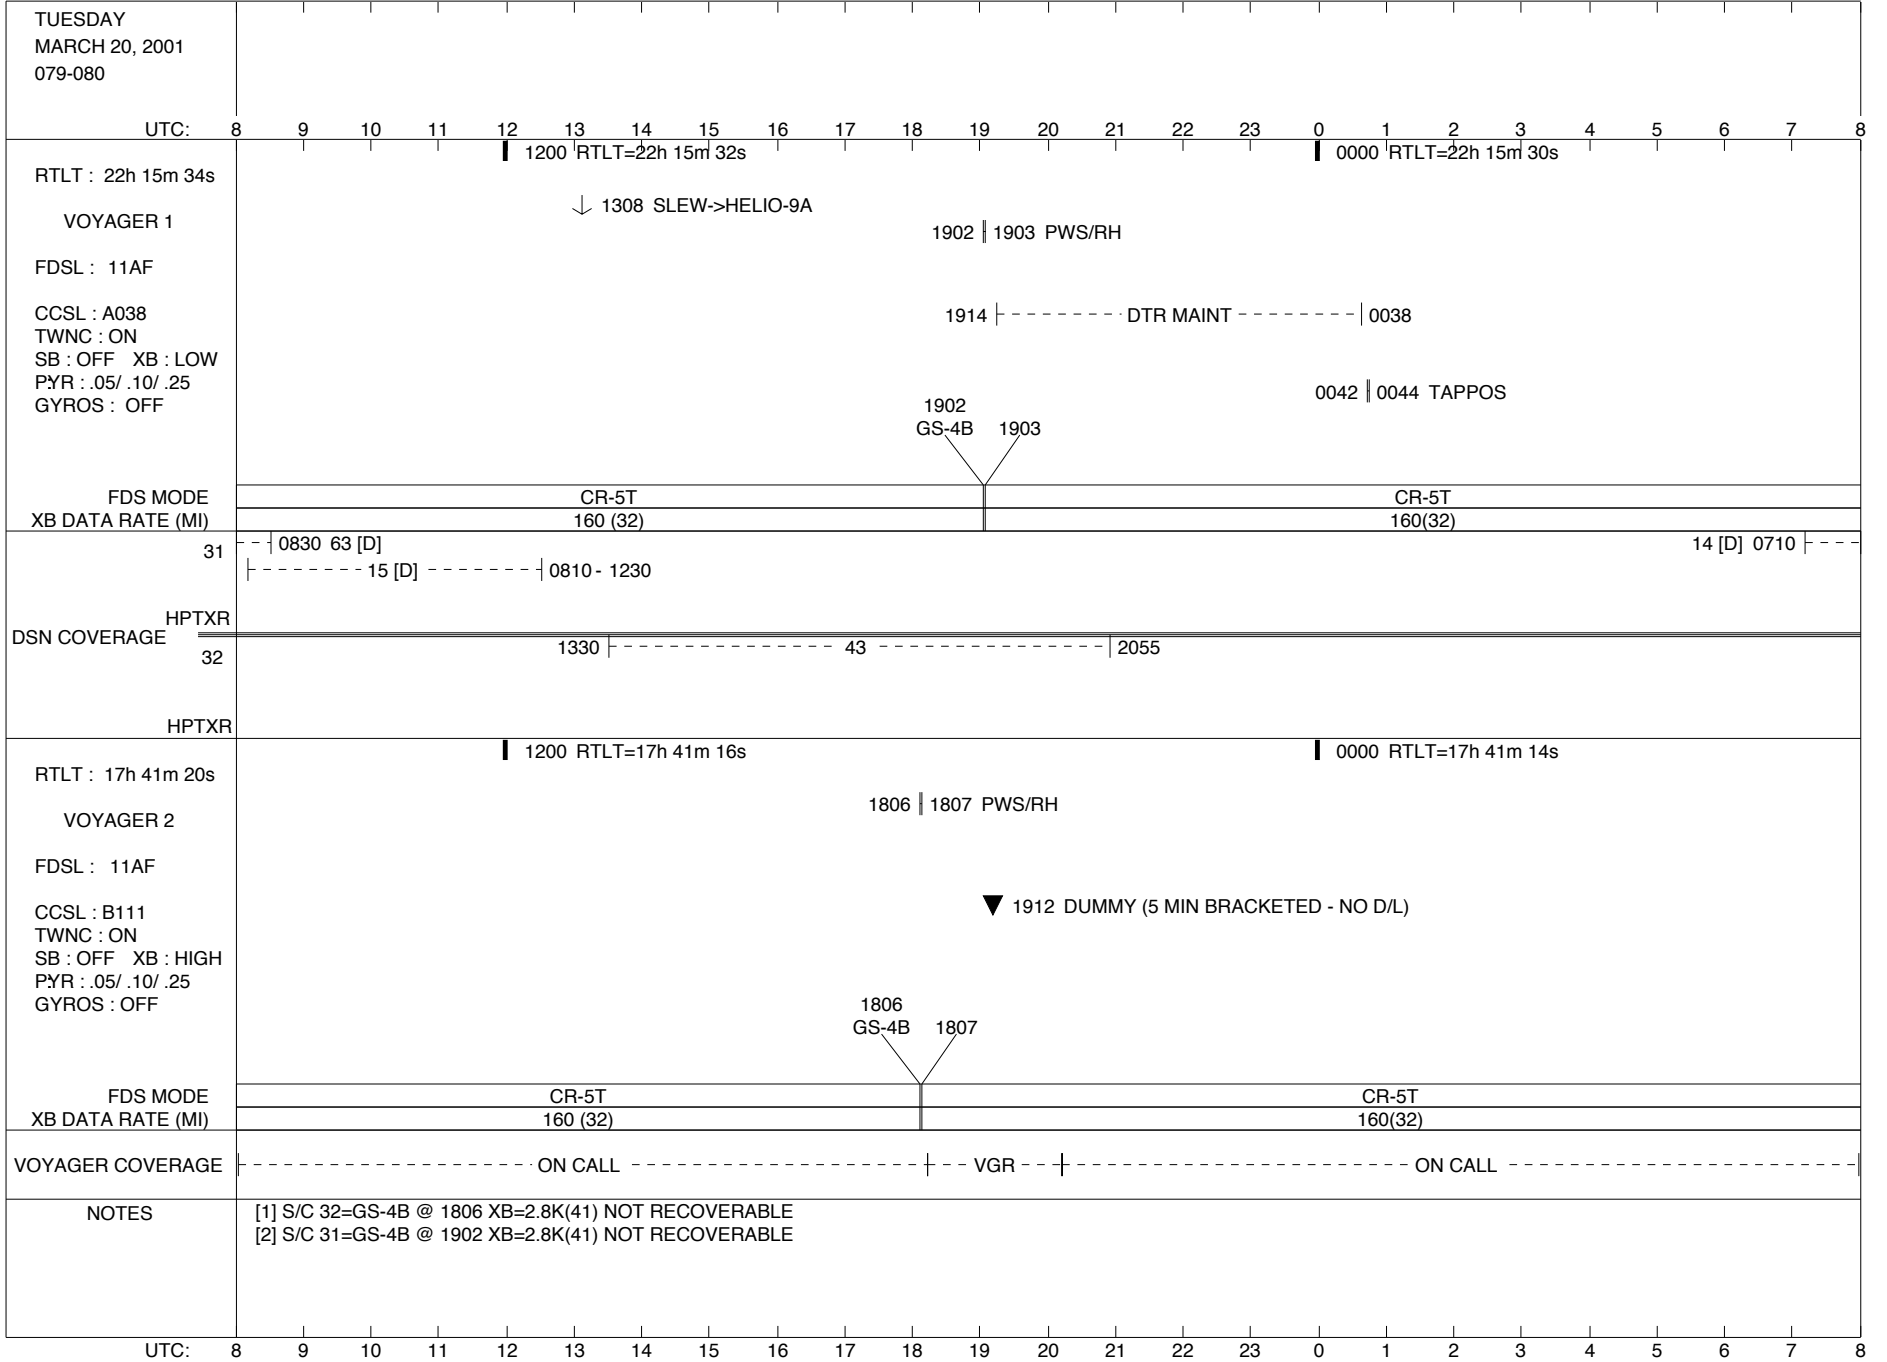 TUESDAY
MARCH 20, 2001
079-080
UTC: 8 9 10 11 12 13 14 15 16 17 18 19 20 21 22 23 0 1 2 3 4 5 6 7 8
1200 RTLT=22h 15m 32s 0000 RTLT=22h 15m 30s
RTLT : 22h 15m 34s
1308 SLEW->HELIO-9A
VOYAGER 1
1902 1903 PWS/RH
FDSL : 11AF
CCSL : A038
1914 DTR MAINT 0038
TWNC : ON
SB : OFF XB : LOW
PYR : .05/ .10/ .25
0042 0044 TAPPOS
GYROS : OFF
1902
GS-4B 1903
FDS MODE CR-5T CR-5T
XB DATA RATE (MI) 160 (32) 160(32)
31 0830 63 [D] 14 [D] 0710
15 [D] 0810 - 1230
HPTXR
DSN COVERAGE
32 1330 43 2055
HPTXR
1200 RTLT=17h 41m 16s 0000 RTLT=17h 41m 14s
RTLT : 17h 41m 20s
1806 1807 PWS/RH
VOYAGER 2
FDSL : 11AF
CCSL : B111
1912 DUMMY (5 MIN BRACKETED - NO D/L)
TWNC : ON
SB : OFF XB : HIGH
PYR : .05/ .10/ .25
GYROS : OFF
1806
GS-4B 1807
FDS MODE CR-5T CR-5T
XB DATA RATE (MI) 160 (32) 160(32)
VOYAGER COVERAGE ON CALL VGR ON CALL
NOTES [1] S/C 32=GS-4B @ 1806 XB=2.8K(41) NOT RECOVERABLE
[2] S/C 31=GS-4B @ 1902 XB=2.8K(41) NOT RECOVERABLE
UTC: 8 9 10 11 12 13 14 15 16 17 18 19 20 21 22 23 0 1 2 3 4 5 6 7 8